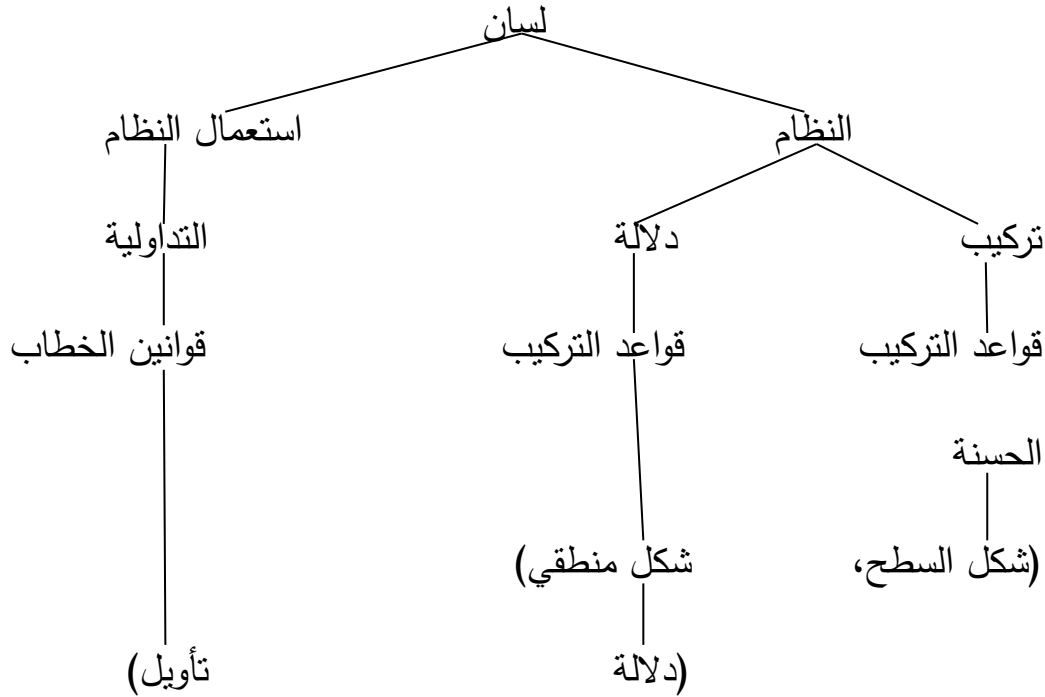 لسان
النظام استعمال النظام
تركيب دلالة التداولية
قواعد التركيب قواعد التركيب قوانين الخطاب
الحسنة
(شكل السطح، شكل منطقي)
(دلالة تأويل)